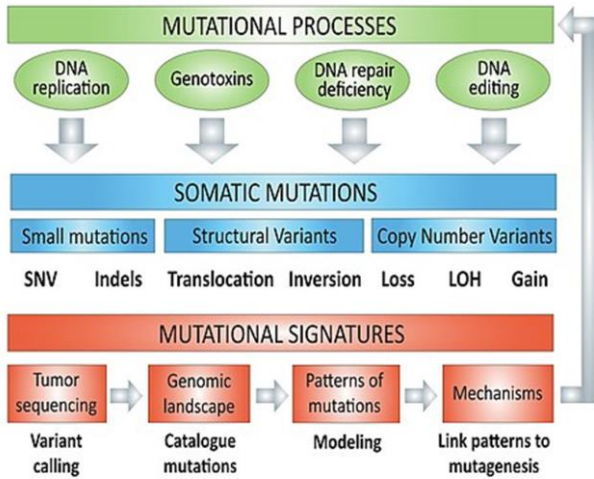 MUTATIONAL PROCESSES
DNA
replication
Genotoxins
DNA repair
deficiency
DNA
editing
SOMATIC MUTATIONS
Small mutations
Structural Variants
Copy Number Variants
SNV
Indels
Translocation
Inversion
Loss
LOH
Gain
MUTATIONAL SIGNATURES
Tumor
sequencing
Genomic
landscape
Patterns of
mutations
Mechanisms
Variant
calling
Catalogue
mutations
Modeling
Link patterns to
mutagenesis